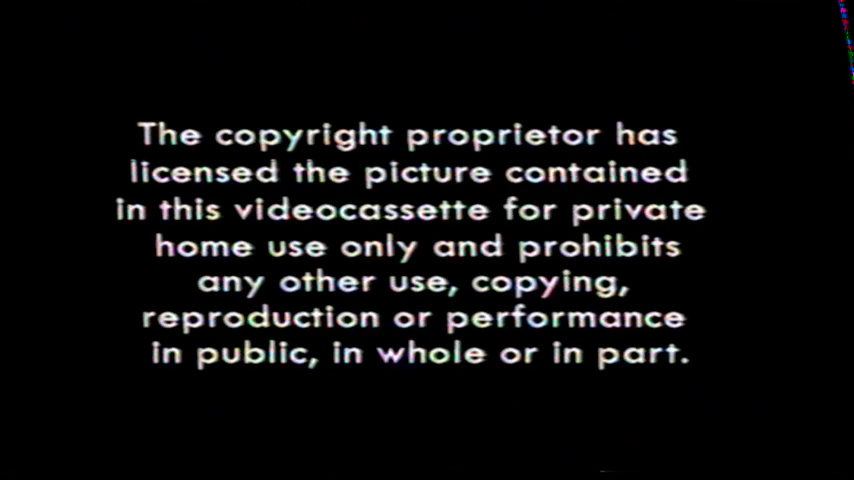 The copyright proprietor has
licensed the picture contained
in this videocassette for private
home use only and prohibits
any other use, copying,
reproduction or performance
in public, in whole or in part.